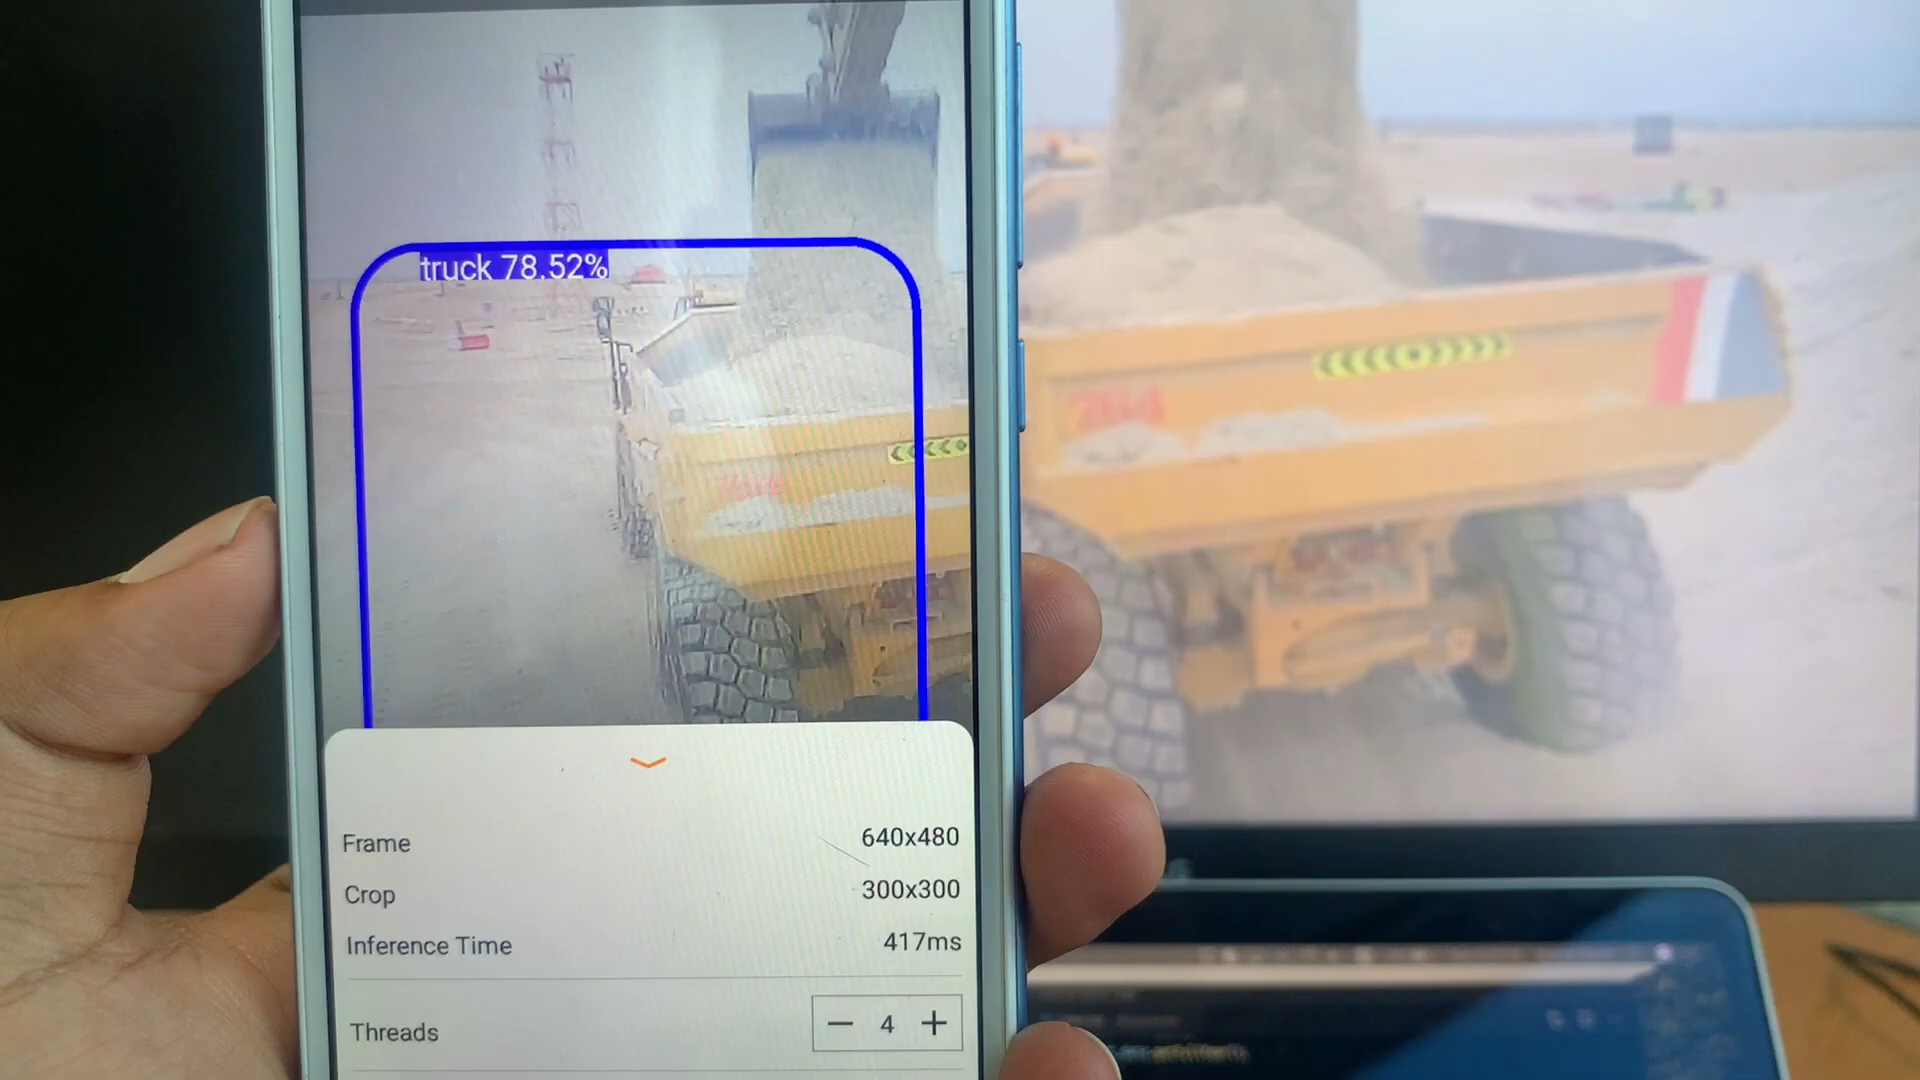 truck 78.52%
Frame 640x480
Crop 300x300
Inference Time 417ms
Threads 4